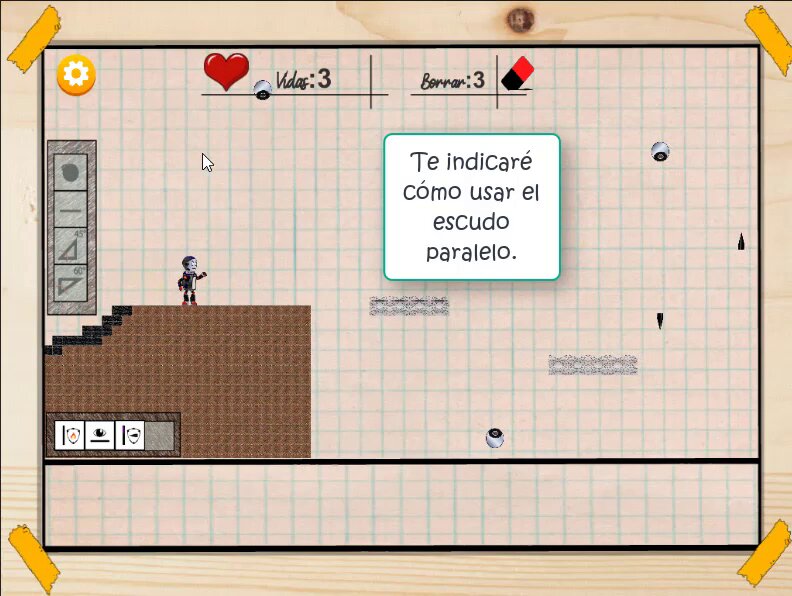 Vidas:3
Borrar:3
Te indicaré
cómo usar el
escudo
paralelo.
45°
60°